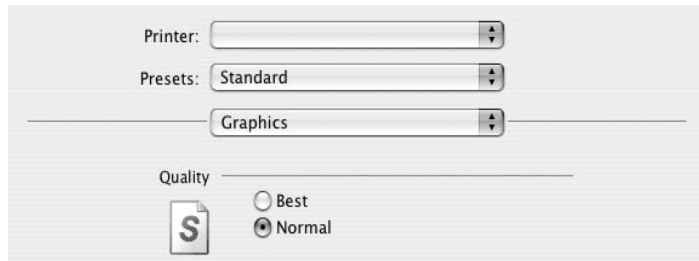 Printer:
Presets: Standard
Graphics
Quality
Best
S Normal